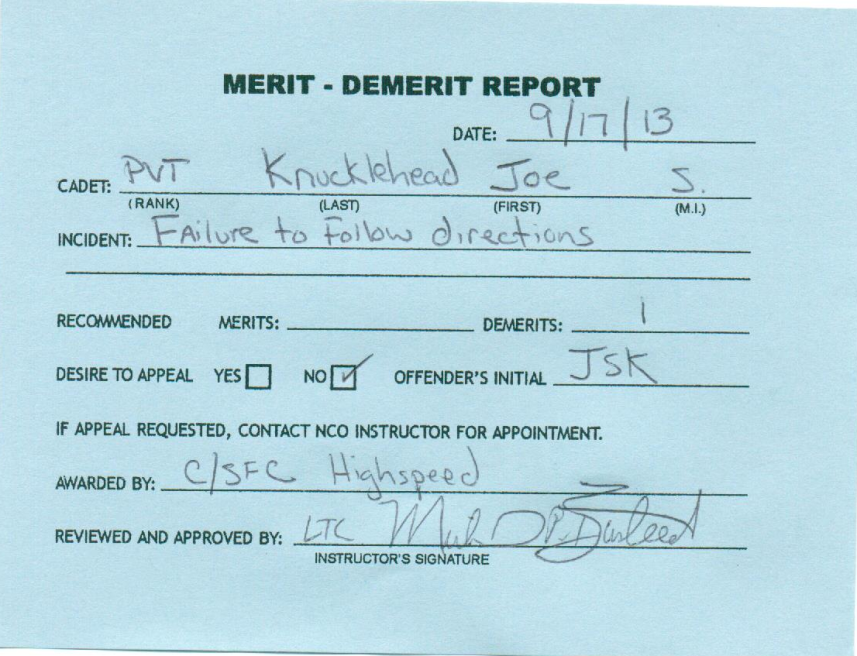 MERIT - DEMERIT REPORT
DATE: 9/17/13
CADET: PVT Knucklehead Joe S.
(RANK) (LAST) (FIRST) (M.I.)
INCIDENT: Failure to Follow directions
RECOMMENDED MERITS: DEMERITS: 1
DESIRE TO APPEAL YES NO ✓ OFFENDER'S INITIAL JSK
IF APPEAL REQUESTED, CONTACT NCO INSTRUCTOR FOR APPOINTMENT.
AWARDED BY: C/SFC Highspeed
REVIEWED AND APPROVED BY: LTC
INSTRUCTOR'S SIGNATURE